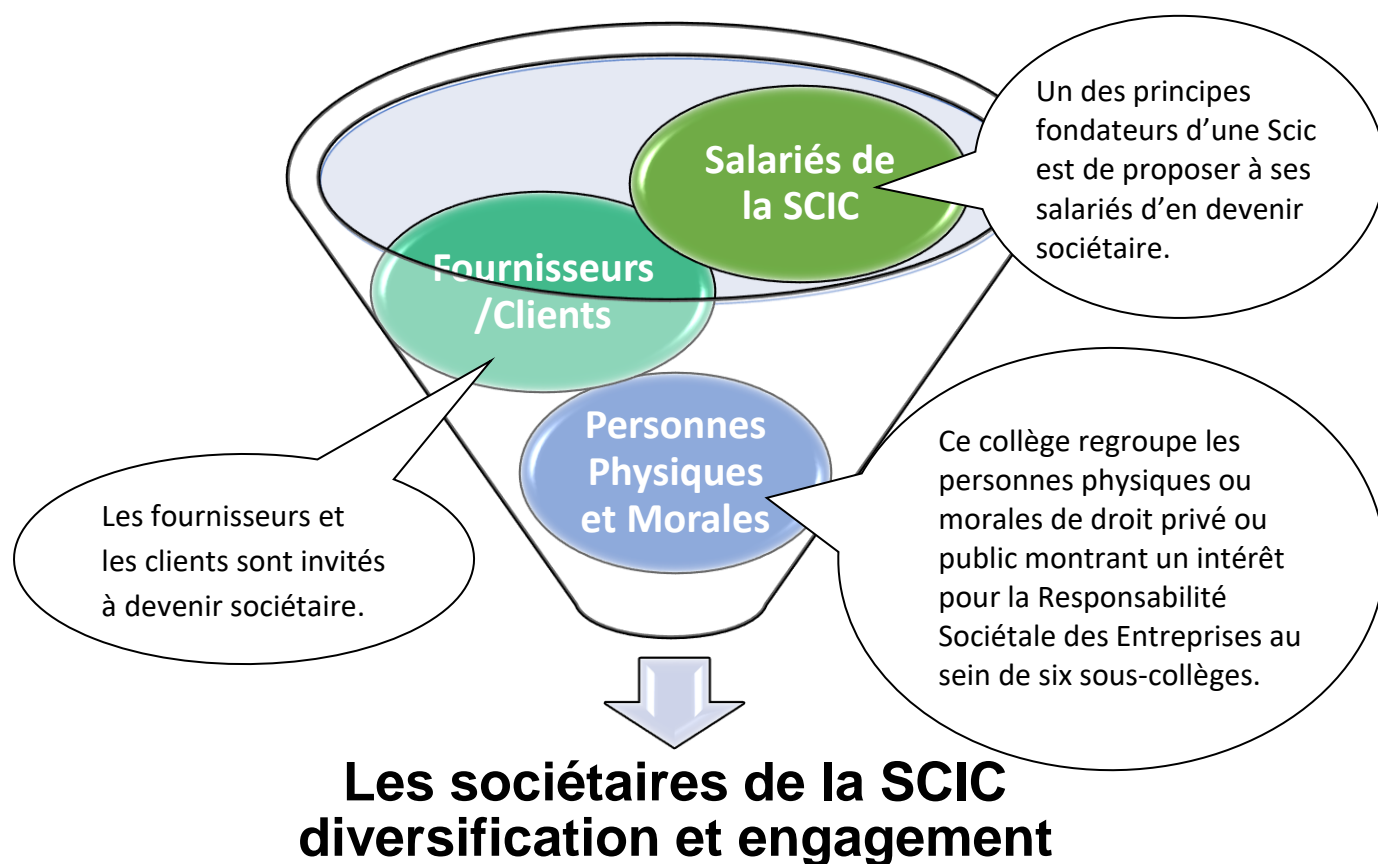 Un des principes
fondateurs d’une Scic
est de proposer à ses
salariés d’en devenir
sociétaire.
Salariés de
la SCIC
Fournisseurs
/Clients
Personnes
Physiques
et Morales
Les fournisseurs et
les clients sont invités
à devenir sociétaire.
Ce collège regroupe les
personnes physiques ou
morales de droit privé ou
public montrant un intérêt
pour la Responsabilité
Sociétale des Entreprises au
sein de six sous-collèges.
Les sociétaires de la SCIC
diversification et engagement